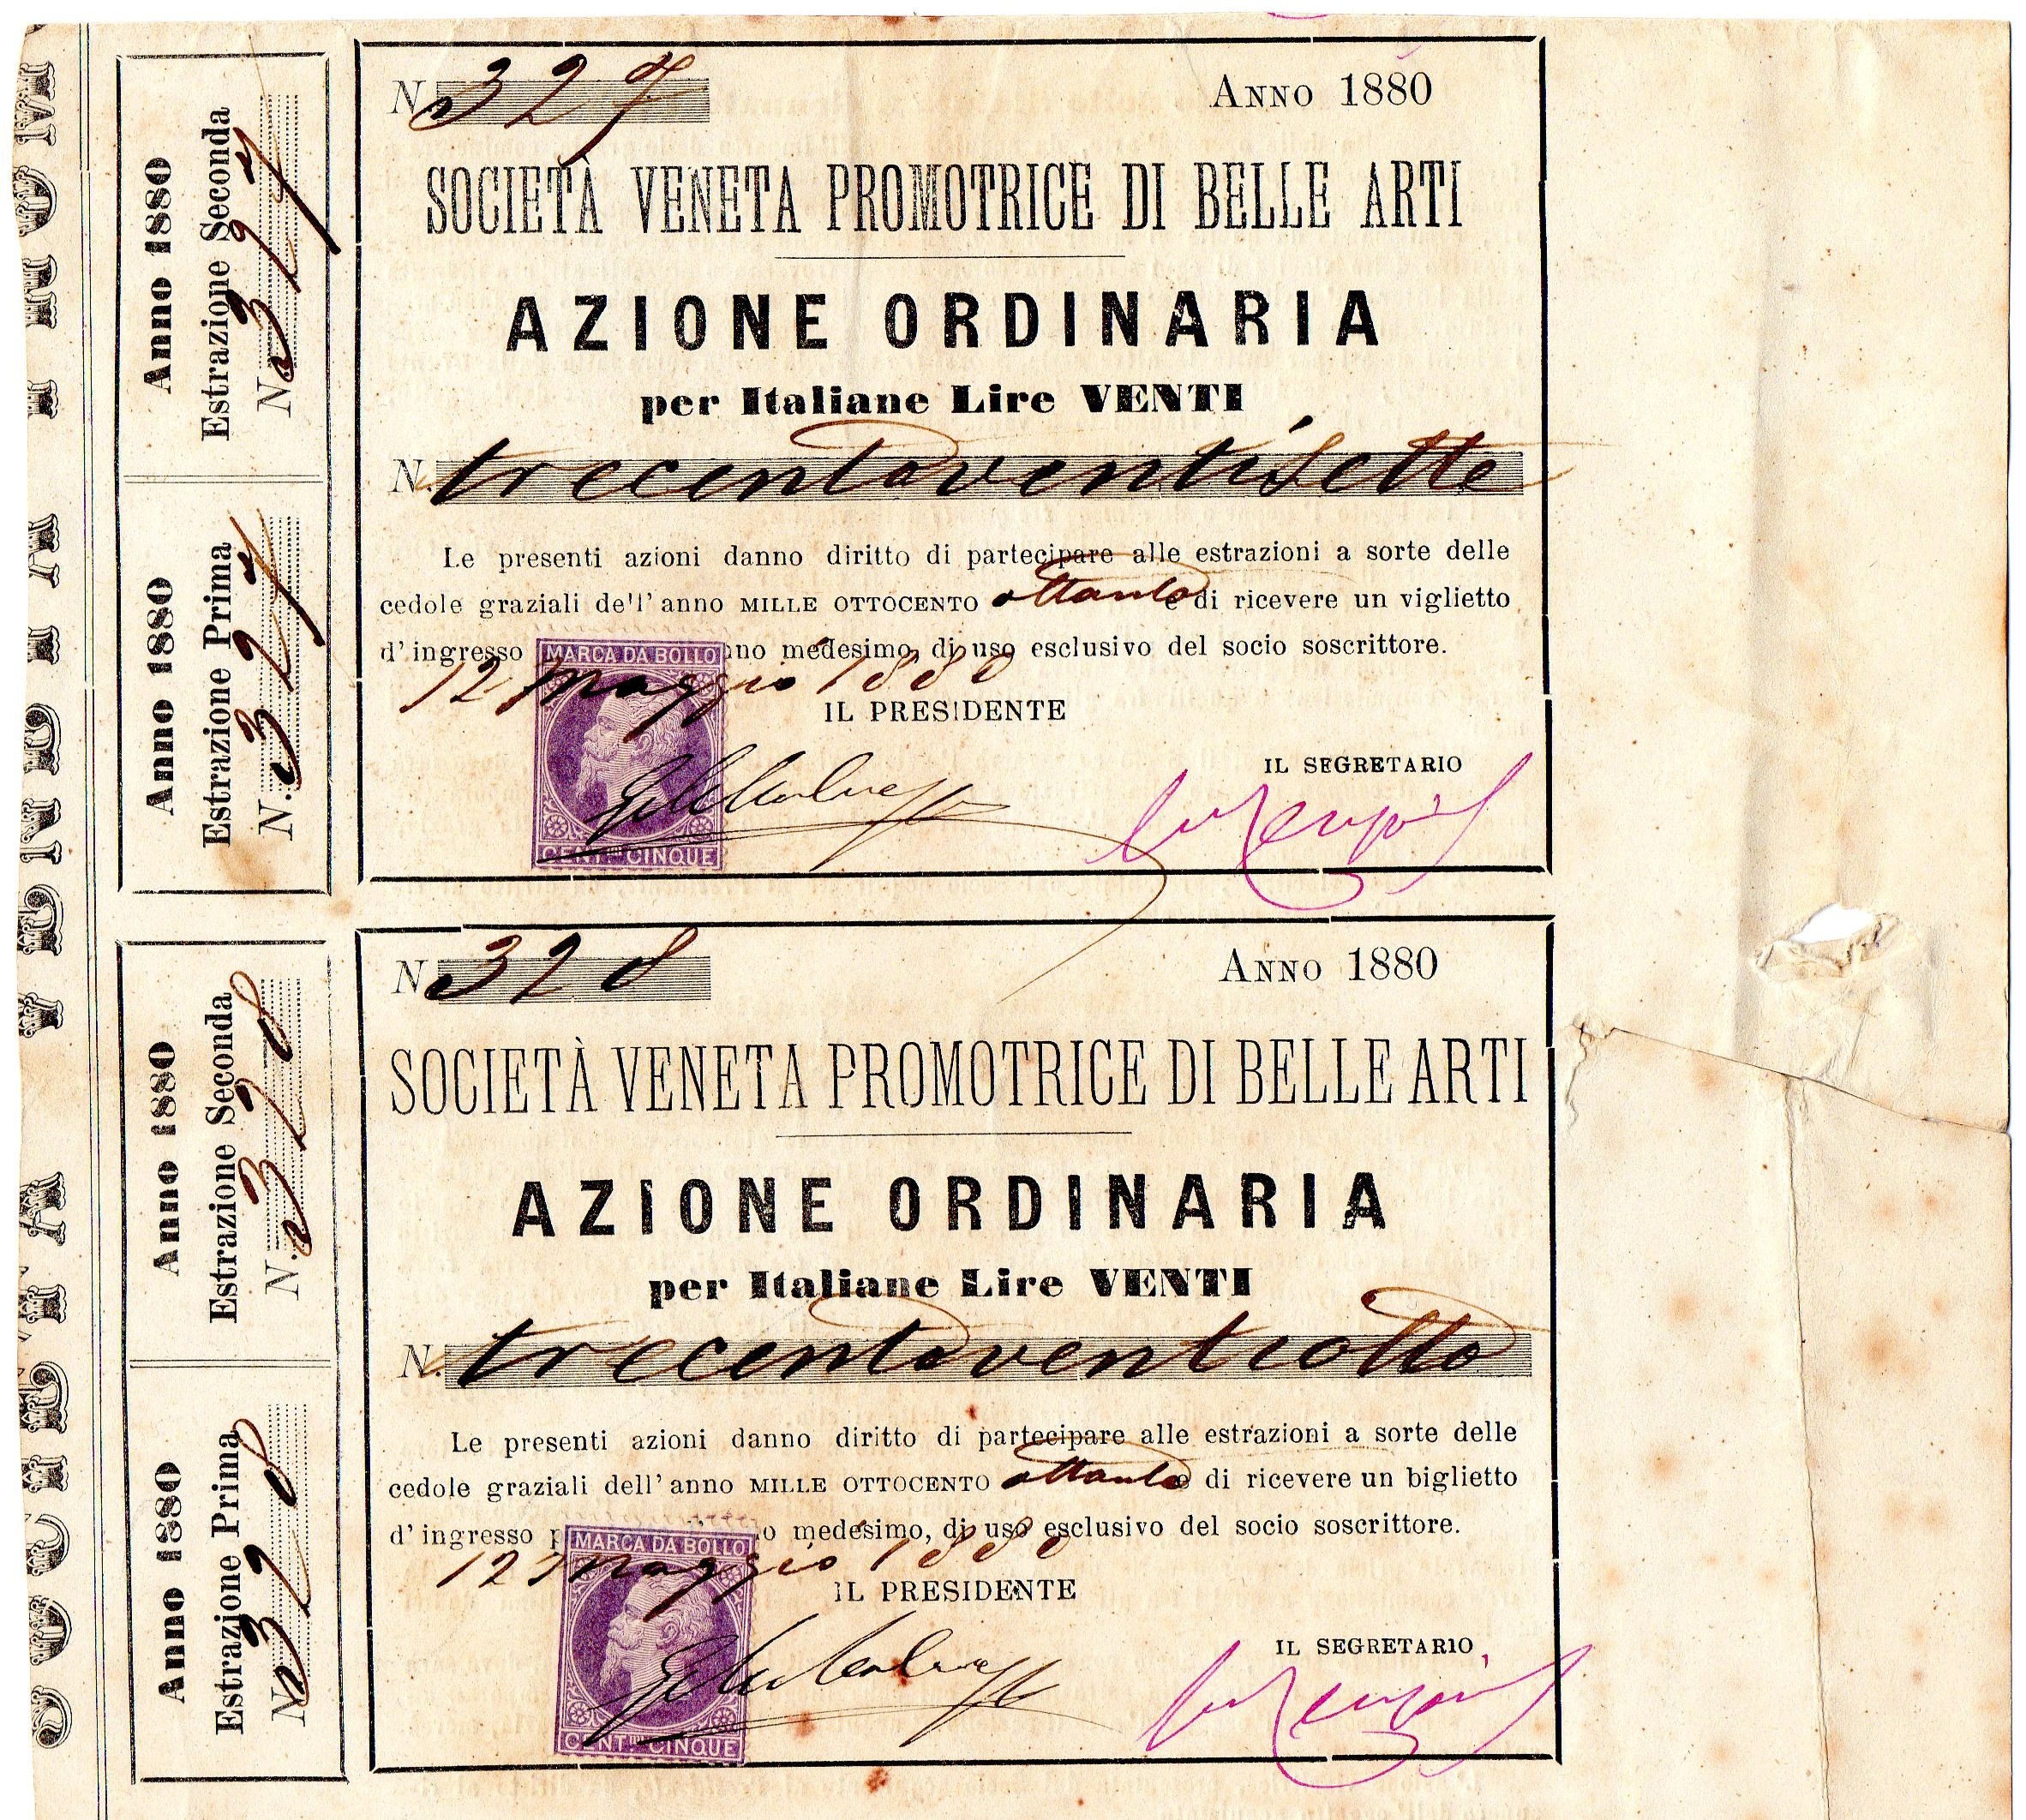 N. 327
Anno 1880
SOCIETÀ VENETA PROMOTRICE DI BELLE ARTI
AZIONE ORDINARIA
per Italiane Lire VENTI
N. trecentoventisette
Le presenti azioni danno diritto di partecipare alle estrazioni a sorte delle
cedole graziali dell'anno MILLE OTTOCENTO ottanta e di ricevere un viglietto
d'ingresso nno medesimo, di uso esclusivo del socio soscrittore.
12 Maggio 1880
MARCA DA BOLLO
CENT.MI CINQUE
IL PRESIDENTE
IL SEGRETARIO
Anno 1880
Estrazione Seconda
N. 327
Anno 1880
Estrazione Prima
N. 327
N. 328
Anno 1880
SOCIETÀ VENETA PROMOTRICE DI BELLE ARTI
AZIONE ORDINARIA
per Italiane Lire VENTI
N. trecentoventiotto
Le presenti azioni danno diritto di partecipare alle estrazioni a sorte delle
cedole graziali dell'anno MILLE OTTOCENTO ottanta e di ricevere un biglietto
d'ingresso p o medesimo, di uso esclusivo del socio soscrittore.
12 Maggio 1880
MARCA DA BOLLO
CENT.MI CINQUE
IL PRESIDENTE
IL SEGRETARIO
Anno 1880
Estrazione Seconda
N. 328
Anno 1880
Estrazione Prima
N. 328